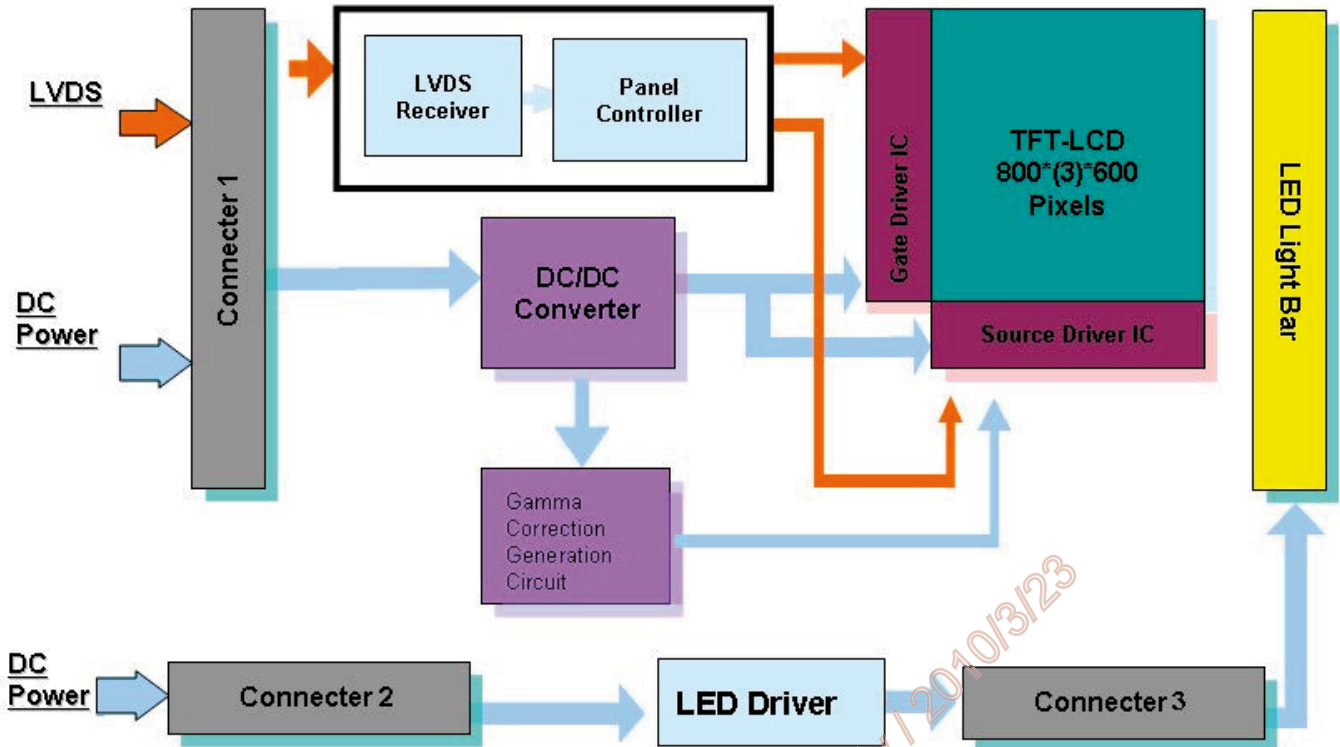 LVDS
DC
Power
Connecter 1
LVDS
Receiver
Panel
Controller
DC/DC
Converter
Gamma
Correction
Generation
Circuit
Gate Driver IC
TFT-LCD
800*(3)*600
Pixels
Source Driver IC
LED Light Bar
DC
Power
Connecter 2
LED Driver
Connecter 3
/ 2010/3/23